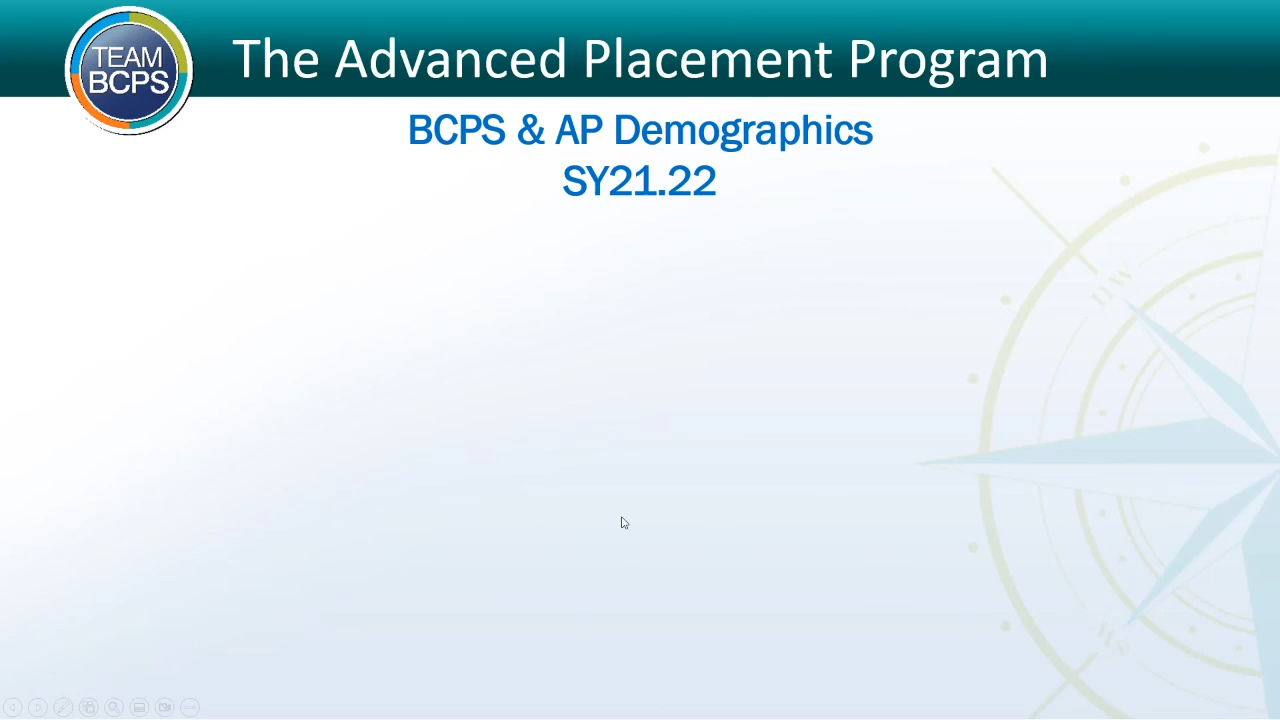 TEAM
BCPS
The Advanced Placement Program
BCPS & AP Demographics
SY21.22